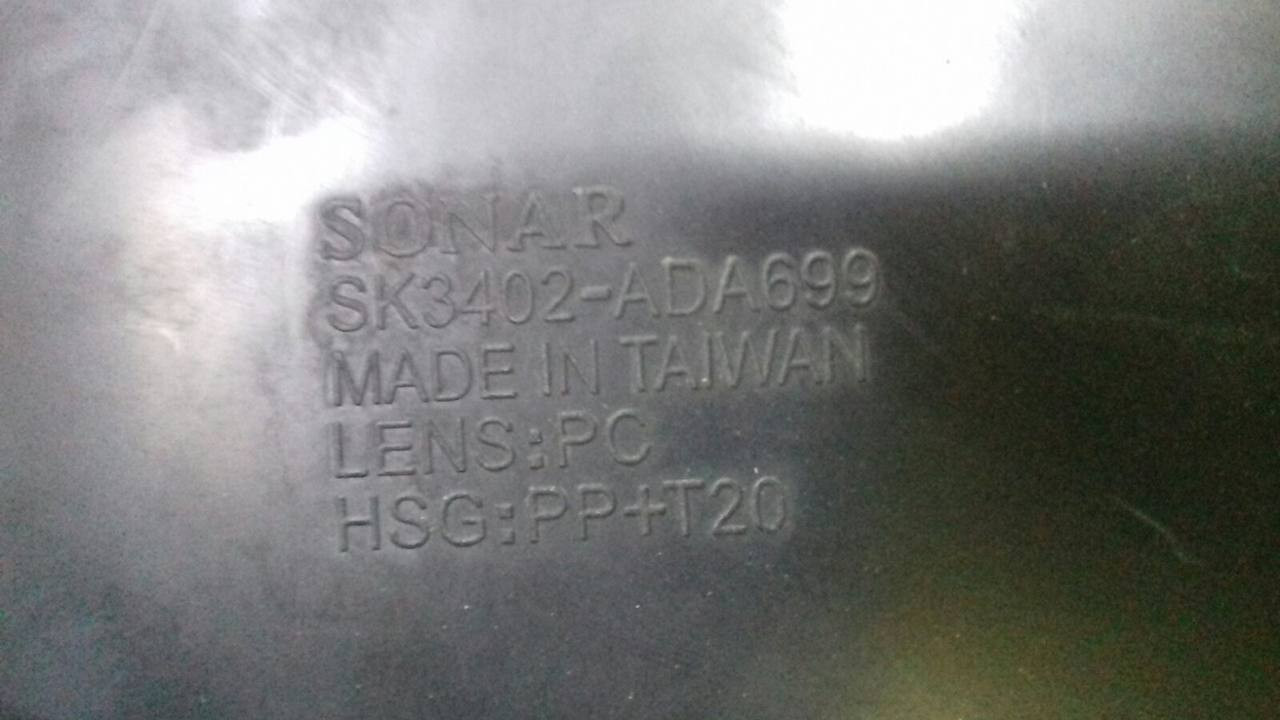 SONAR
SK3402-ADA699
MADE IN TAIWAN
LENS:PC
HSG:PP+T20